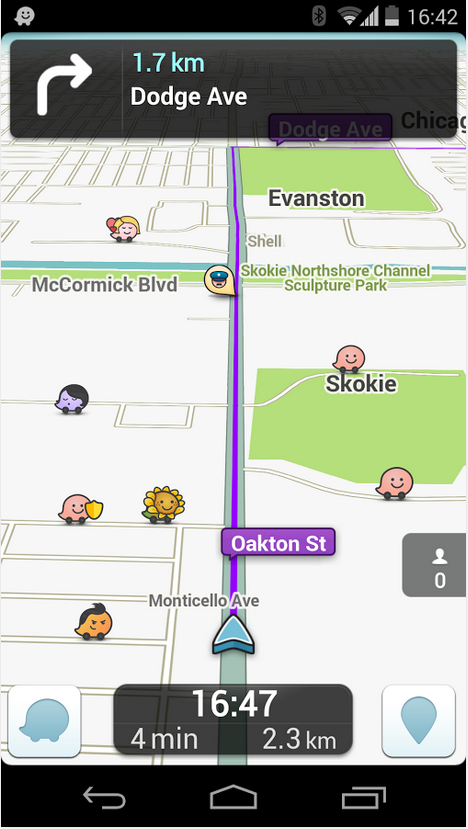 16:42
1.7 km
Dodge Ave
Dodge Ave
Evanston
Shell
Skokie Northshore Channel
Sculpture Park
McCormick Blvd
Skokie
Oakton St
0
Monticello Ave
16:47
4 min 2.3 km